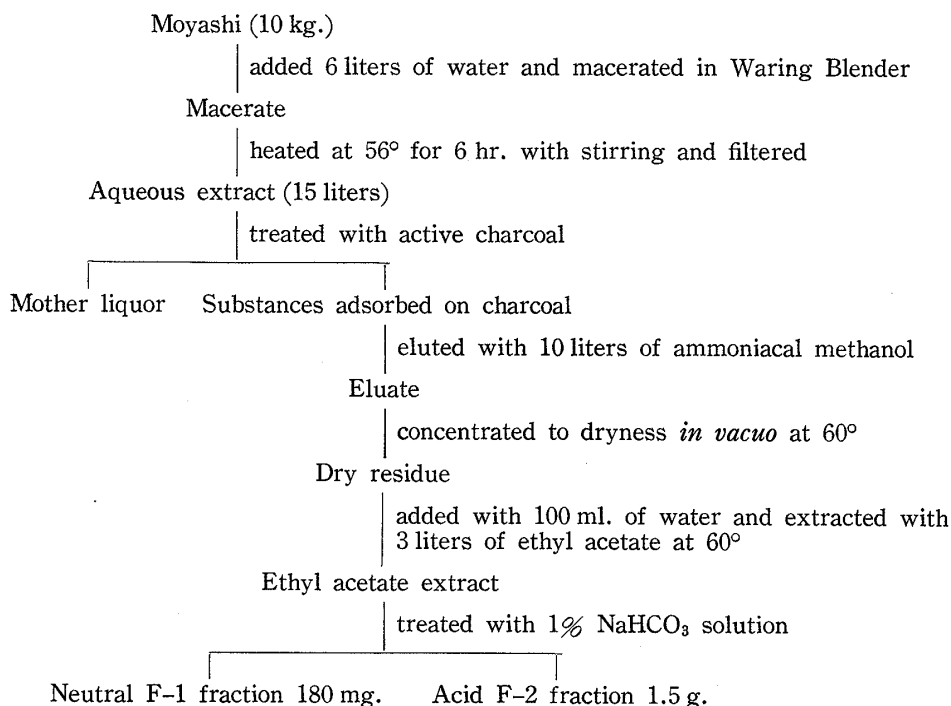 Moyashi (10 kg.)
added 6 liters of water and macerated in Waring Blender
Macerate
heated at 56° for 6 hr. with stirring and filtered
Aqueous extract (15 liters)
treated with active charcoal
Mother liquor Substances adsorbed on charcoal
eluted with 10 liters of ammoniacal methanol
Eluate
concentrated to dryness in vacuo at 60°
Dry residue
added with 100 ml. of water and extracted with
3 liters of ethyl acetate at 60°
Ethyl acetate extract
treated with 1% NaHCO₃ solution
Neutral F-1 fraction 180 mg. Acid F-2 fraction 1.5 g.